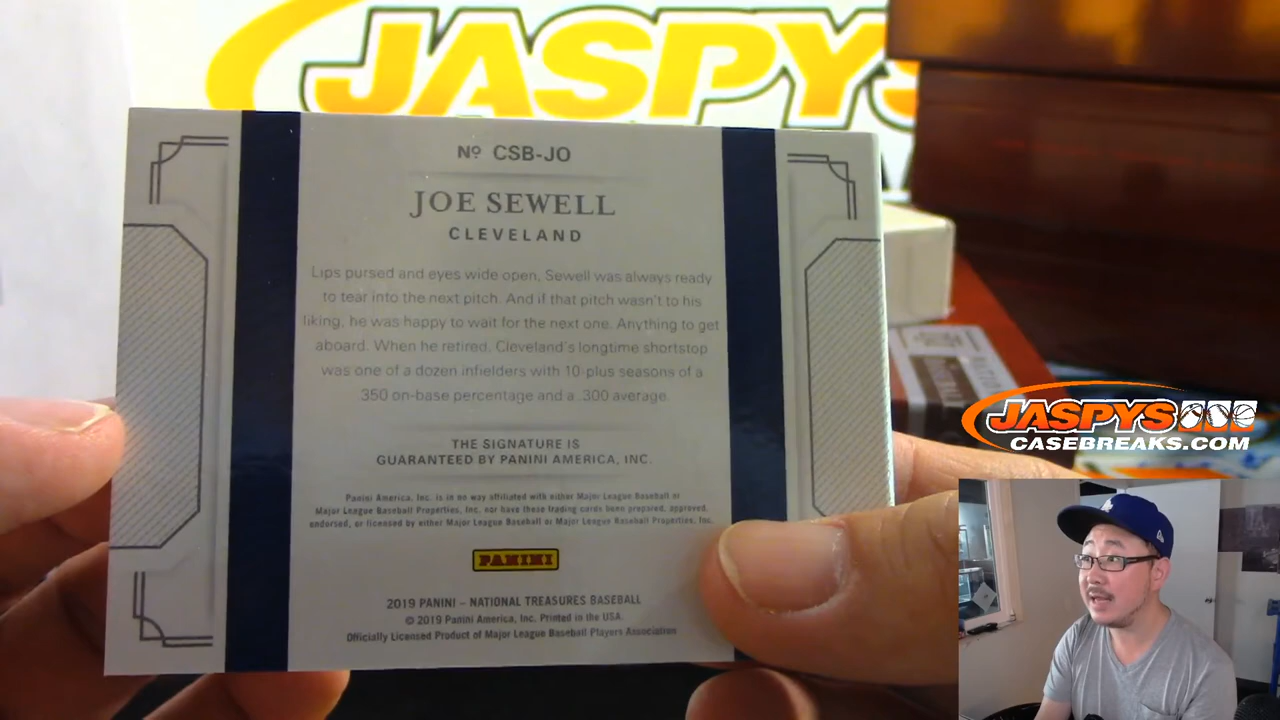 JASPYS
Nº CSB-JO
JOE SEWELL
CLEVELAND
Lips pursed and eyes wide open, Sewell was always ready
to tear into the next pitch. And if that pitch wasn't to his
liking, he was happy to wait for the next one. Anything to get
aboard. When he retired, Cleveland's longtime shortstop
was one of a dozen infielders with 10-plus seasons of a
.350 on-base percentage and a .300 average.
THE SIGNATURE IS
GUARANTEED BY PANINI AMERICA, INC.
Panini America, Inc. is in no way affiliated with either Major League Baseball or
Major League Baseball Properties, Inc. nor have these trading cards been prepared, approved,
endorsed, or licensed by either Major League Baseball or Major League Baseball Properties, Inc.
PANINI
2019 PANINI – NATIONAL TREASURES BASEBALL
© 2019 Panini America, Inc. Printed in the USA.
Officially Licensed Product of Major League Baseball Players Association
JASPYS
CASEBREAKS.COM
LA